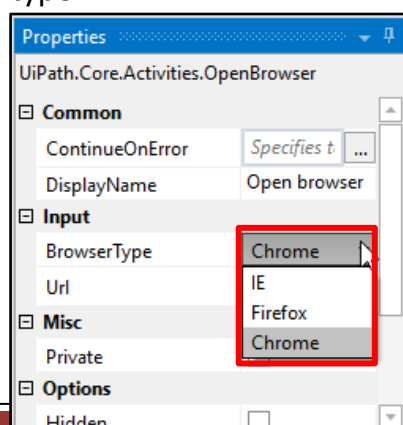 type
Properties
UiPath.Core.Activities.OpenBrowser
Common
ContinueOnError Specifies t ...
DisplayName Open browser
Input
BrowserType Chrome
Url IE
Firefox
Misc
Chrome
Private
Options
Hidden